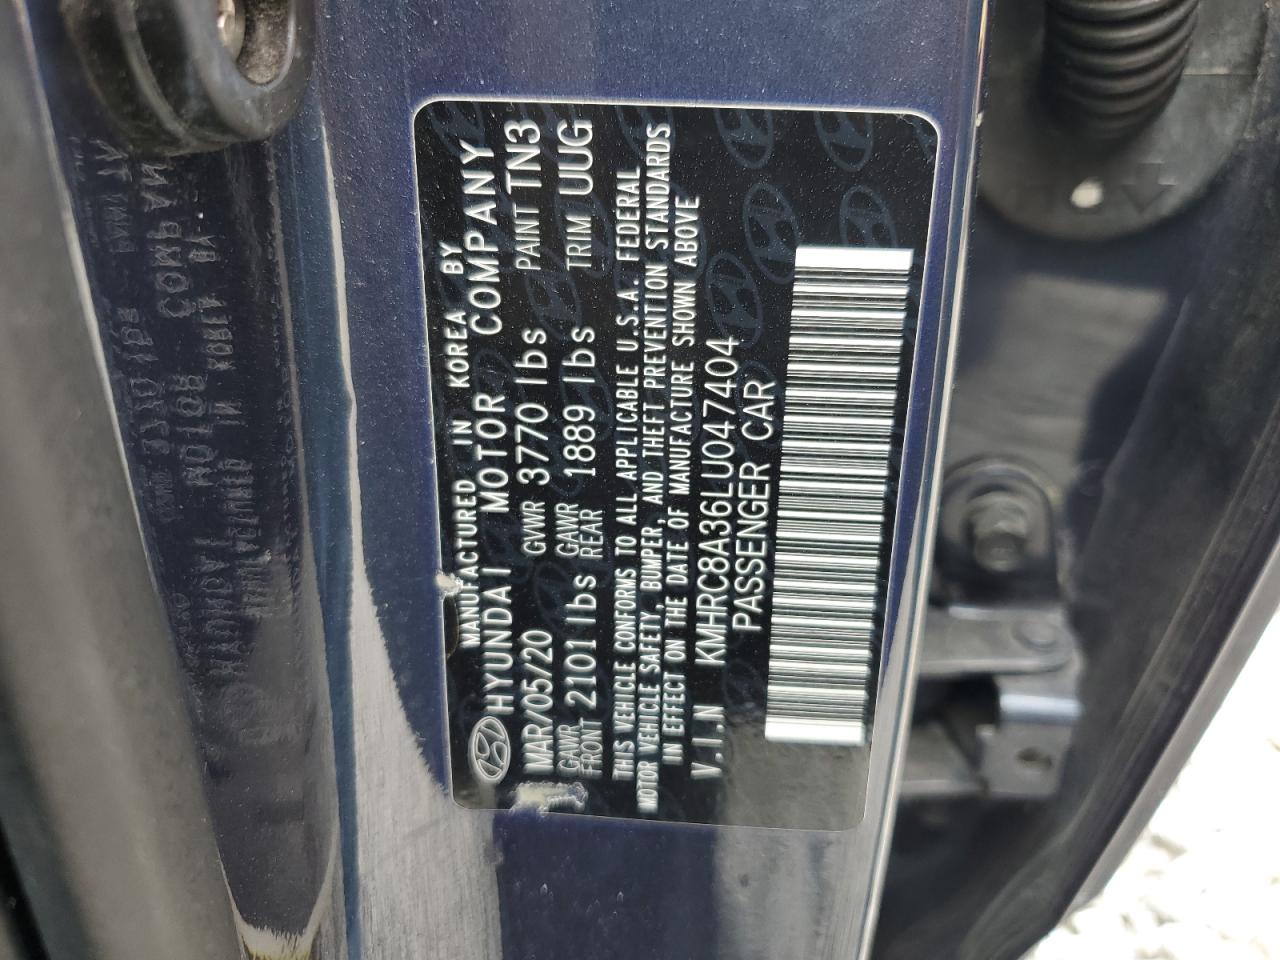 MANUFACTURED IN KOREA BY
HYUNDAI MOTOR COMPANY
MAR/05/20 GVWR 3770 lbs PAINT TN3
GAWR FRONT 2101 lbs GAWR REAR 1889 lbs TRIM UUG
THIS VEHICLE CONFORMS TO ALL APPLICABLE U.S.A. FEDERAL
MOTOR VEHICLE SAFETY, BUMPER, AND THEFT PREVENTION STANDARDS
IN EFFECT ON THE DATE OF MANUFACTURE SHOWN ABOVE
V.I.N KMHRC8A36LU047404
PASSENGER CAR